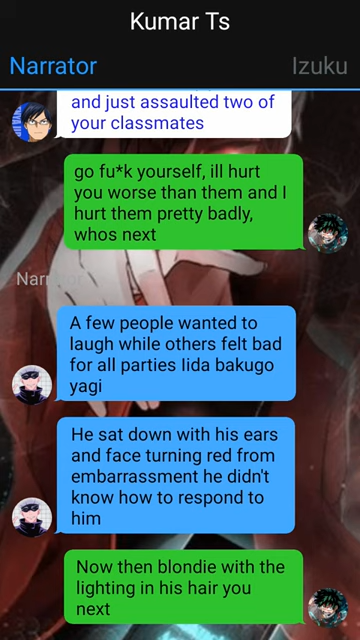 Kumar Ts
Narrator
Izuku
and just assaulted two of
your classmates
go fu*k yourself, ill hurt
you worse than them and I
hurt them pretty badly,
whos next
Narrator
A few people wanted to
laugh while others felt bad
for all parties Iida bakugo
yagi
He sat down with his ears
and face turning red from
embarrassment he didn't
know how to respond to
him
Now then blondie with the
lighting in his hair you
next